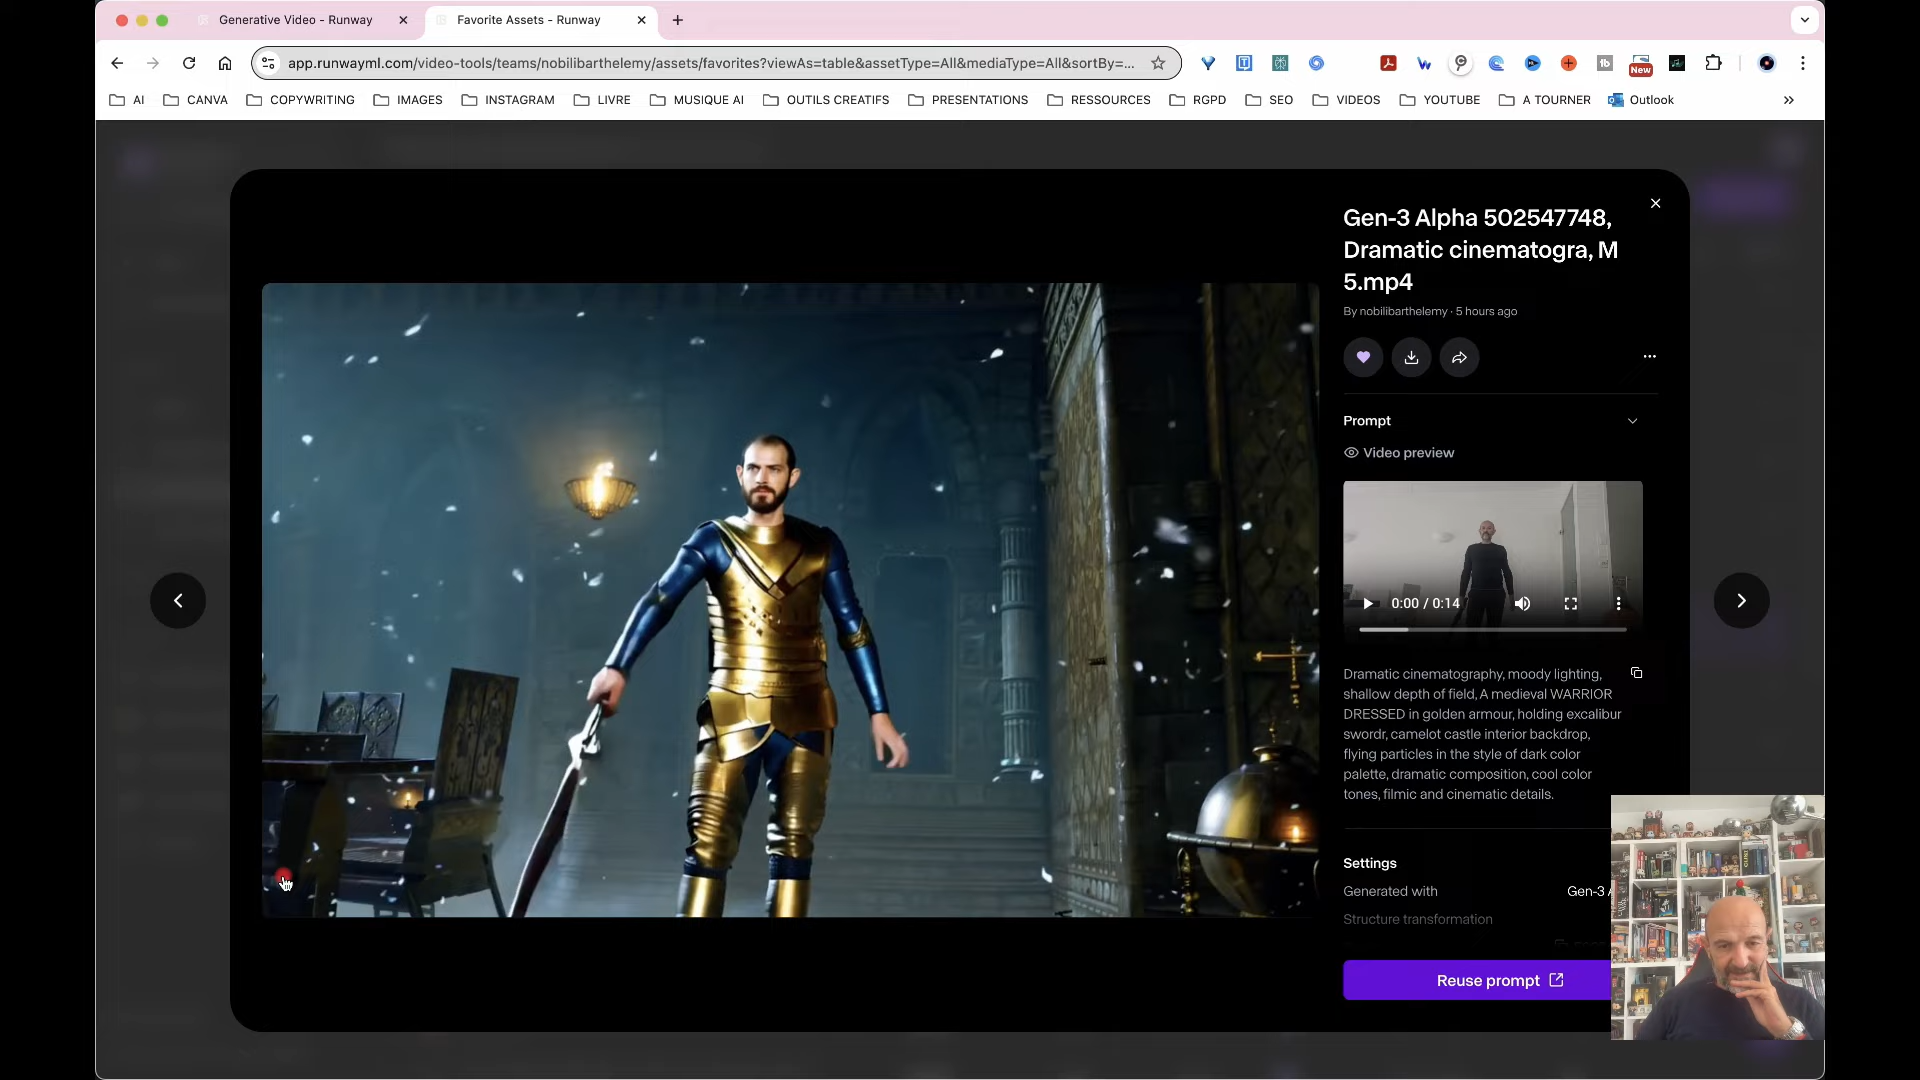 Generative Video - Runway
Favorite Assets - Runway
app.runwayml.com/video-tools/teams/nobilibarthelemy/assets/favorites?viewAs=table&assetType=All&mediaType=All&sortBy=...
New
AI
CANVA
COPYWRITING
IMAGES
INSTAGRAM
LIVRE
MUSIQUE AI
OUTILS CREATIFS
PRESENTATIONS
RESSOURCES
RGPD
SEO
VIDEOS
YOUTUBE
A TOURNER
Outlook
Gen-3 Alpha 502547748,
Dramatic cinematogra, M
5.mp4
By nobilibarthelemy · 5 hours ago
Prompt
Video preview
0:00 / 0:14
Dramatic cinematography, moody lighting,
shallow depth of field, A medieval WARRIOR
DRESSED in golden armour, holding excalibur
swordr, camelot castle interior backdrop,
flying particles in the style of dark color
palette, dramatic composition, cool color
tones, filmic and cinematic details.
Settings
Generated with
Gen-3
Structure transformation
Reuse prompt